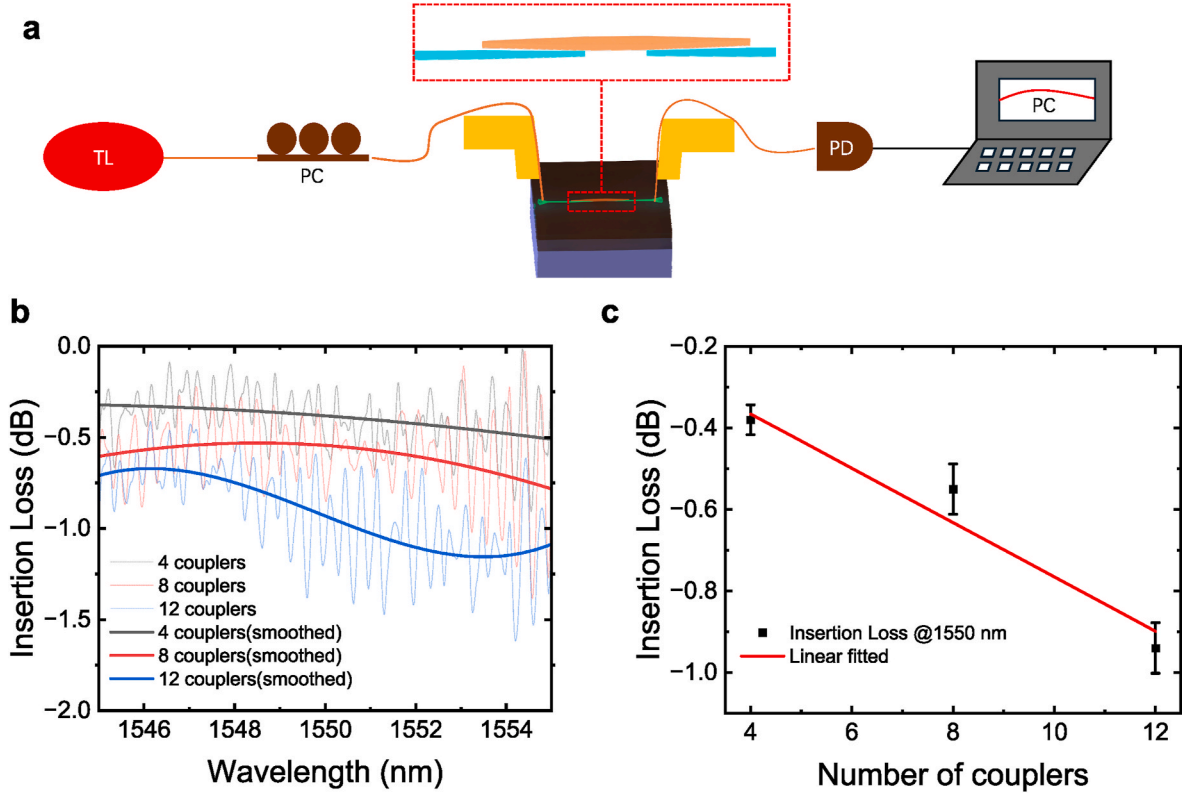 a
TL
PC
PD
PC
b
0.0
−0.5
−1.0
−1.5
−2.0
Insertion Loss (dB)
4 couplers
8 couplers
12 couplers
4 couplers(smoothed)
8 couplers(smoothed)
12 couplers(smoothed)
1546
1548
1550
1552
1554
Wavelength (nm)
c
−0.2
−0.4
−0.6
−0.8
−1.0
Insertion Loss (dB)
Insertion Loss @1550 nm
Linear fitted
4
6
8
10
12
Number of couplers